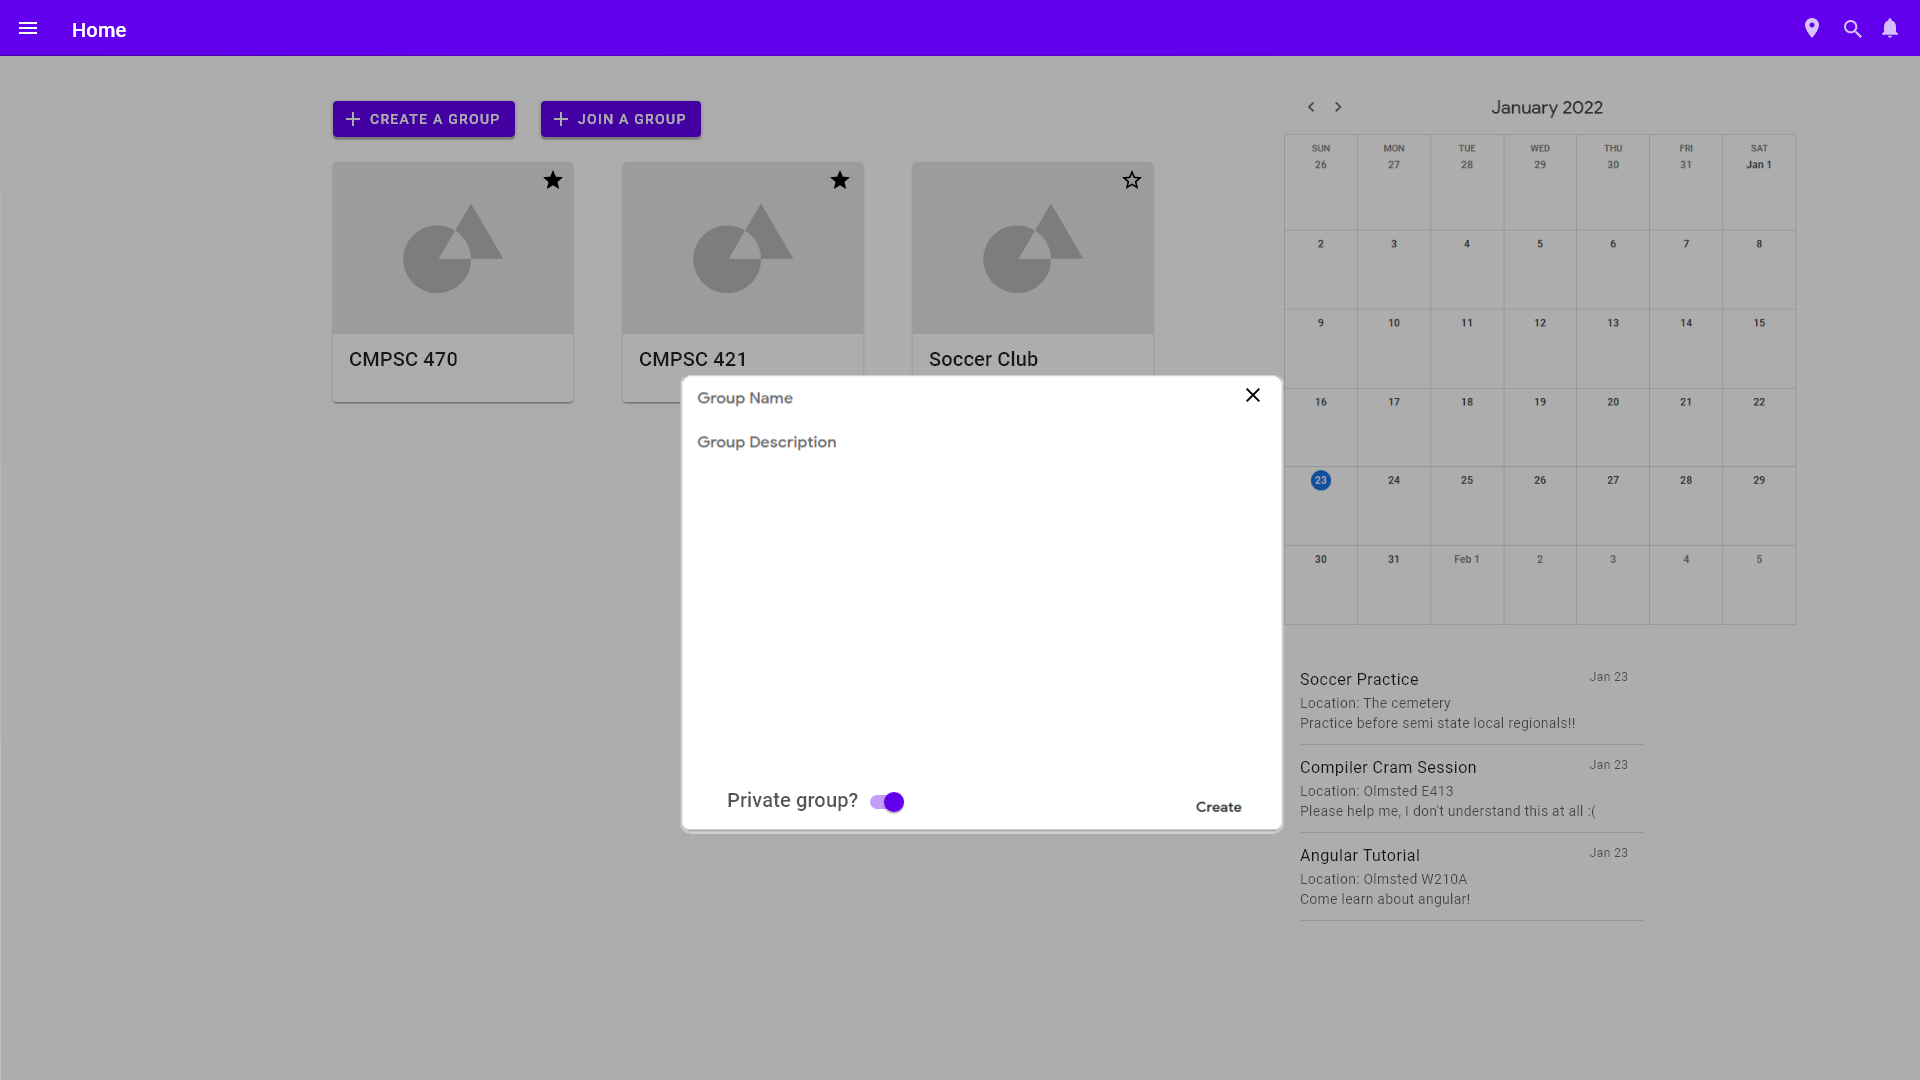 Home
CREATE A GROUP
JOIN A GROUP
CMPSC 470
CMPSC 421
Soccer Club
Group Name
Group Description
Private group?
Create
January 2022
SUN MON TUE WED THU FRI SAT
26 27 28 29 30 31 Jan 1
2 3 4 5 6 7 8
9 10 11 12 13 14 15
16 17 18 19 20 21 22
23 24 25 26 27 28 29
30 31 Feb 1 2 3 4 5
Soccer Practice Jan 23
Location: The cemetery
Practice before semi state local regionals!!
Compiler Cram Session Jan 23
Location: Olmsted E413
Please help me, I don't understand this at all :(
Angular Tutorial Jan 23
Location: Olmsted W210A
Come learn about angular!